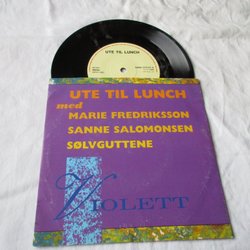 UTE TIL LUNCH
UTE TIL LUNCH
med
MARIE FREDRIKSSON
SANNE SALOMONSEN
SØLVGUTTENE
VIOLETT